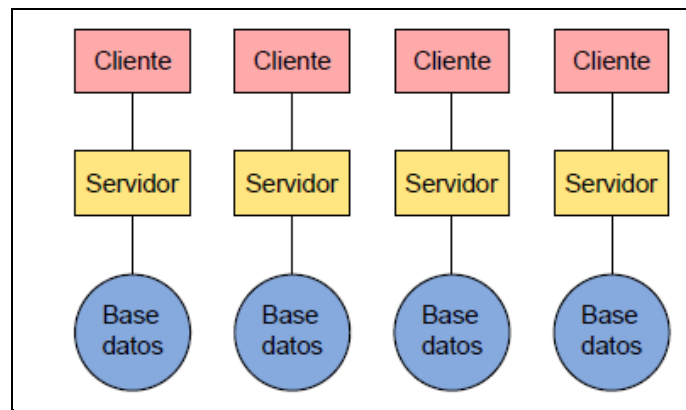 Cliente Cliente Cliente Cliente
Servidor Servidor Servidor Servidor
Base Base Base Base
datos datos datos datos